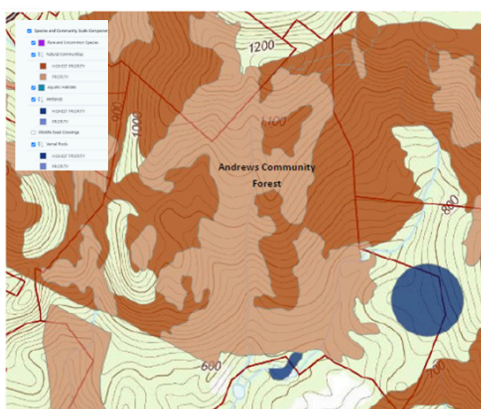 Species and Community Scale Components
Rare and Uncommon Species
Natural Communities
HIGHEST PRIORITY
PRIORITY
Aquatic Habitats
Wetlands
HIGHEST PRIORITY
PRIORITY
Wildlife Road Crossings
Vernal Pools
HIGHEST PRIORITY
PRIORITY
1200
900
1000
1100
Andrews Community
Forest
800
600
700